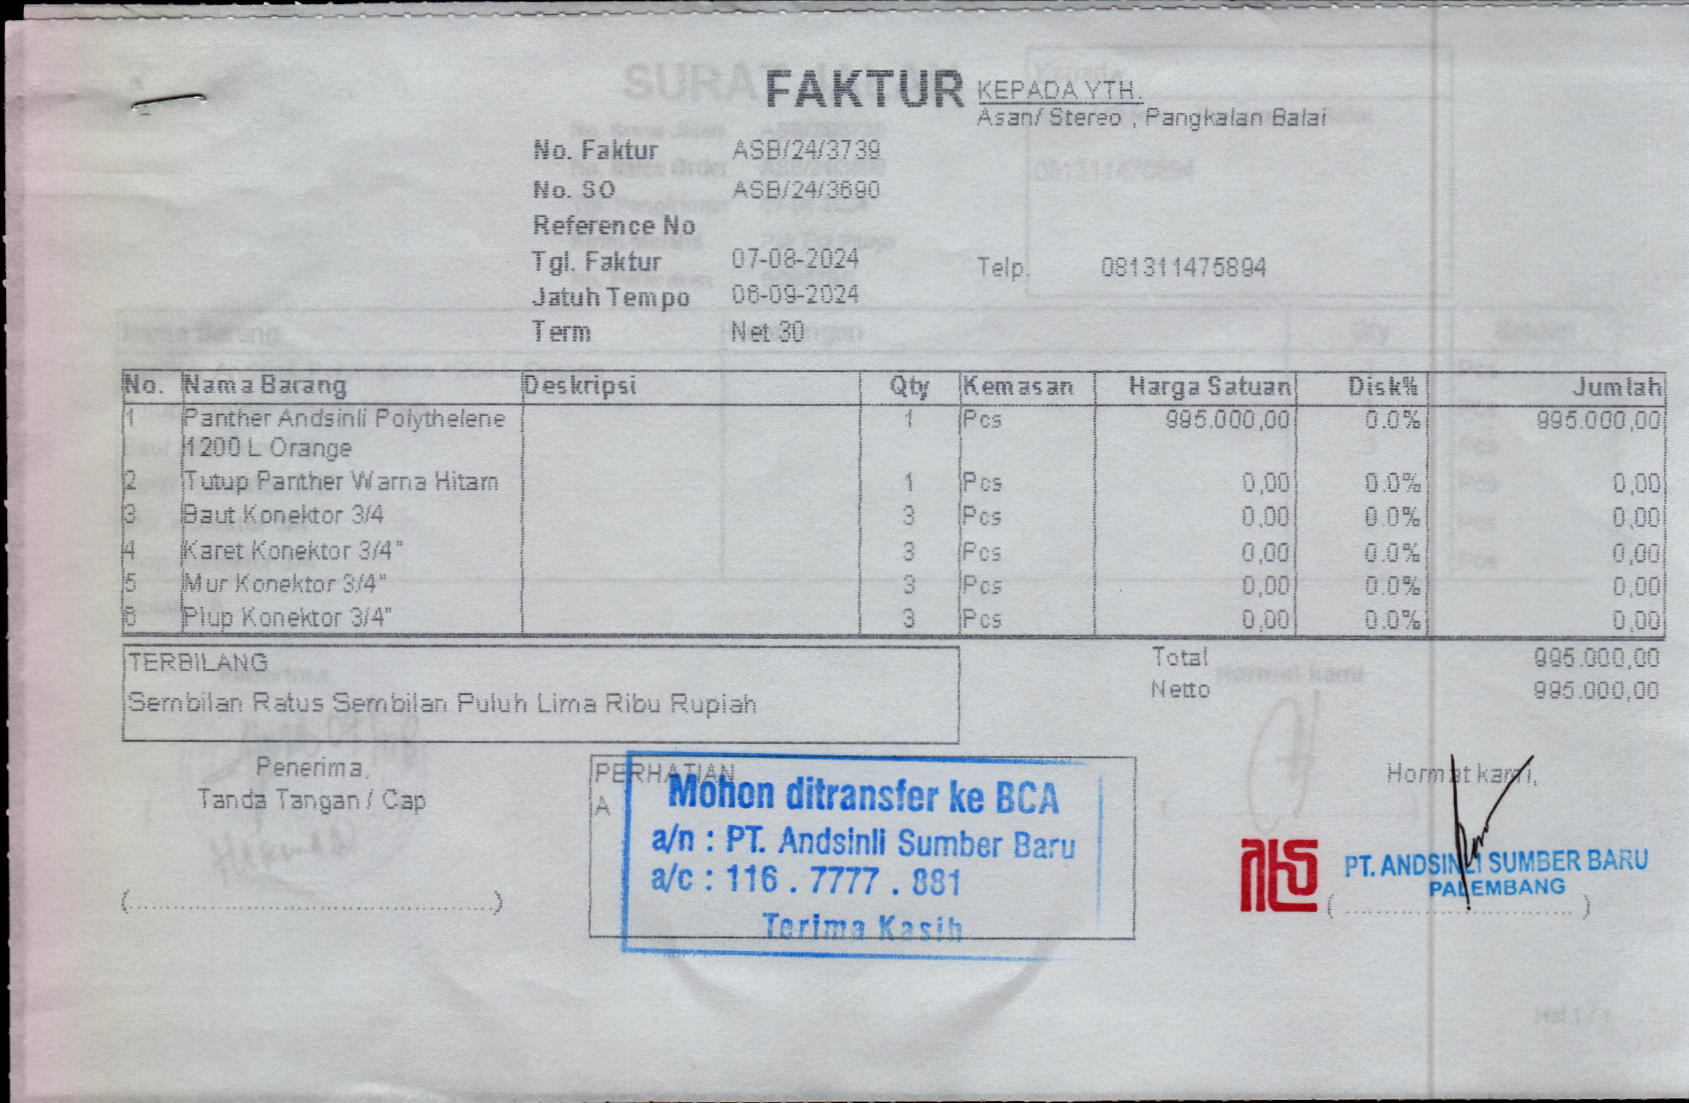 FAKTUR
KEPADA YTH.
Asan/ Stereo , Pangkalan Balai
No. Faktur ASB/24/3739
No. SO ASB/24/3690
Reference No
Tgl. Faktur 07-08-2024
Telp. 081311475894
Jatuh Tempo 06-09-2024
Term Net 30
No. Nama Barang Deskripsi Qty Kemasan Harga Satuan Disk% Jumlah
1 Panther Andsinli Polythelene 1 Pcs 995.000,00 0.0% 995.000,00
1200 L Orange
2 Tutup Panther Warna Hitam 1 Pcs 0,00 0.0% 0,00
3 Baut Konektor 3/4 3 Pcs 0,00 0.0% 0,00
4 Karet Konektor 3/4" 3 Pcs 0,00 0.0% 0,00
5 Mur Konektor 3/4" 3 Pcs 0,00 0.0% 0,00
6 Plup Konektor 3/4" 3 Pcs 0,00 0.0% 0,00
TERBILANG
Sembilan Ratus Sembilan Puluh Lima Ribu Rupiah
Total 995.000,00
Netto 995.000,00
Penerima,
Tanda Tangan / Cap
(..........................................)
PERHATIAN
A
Mohon ditransfer ke BCA
a/n : PT. Andsinli Sumber Baru
a/c : 116 . 7777 . 881
Terima Kasih
Hormat kami,
PT. ANDSINLI SUMBER BARU
PALEMBANG
(..............................)